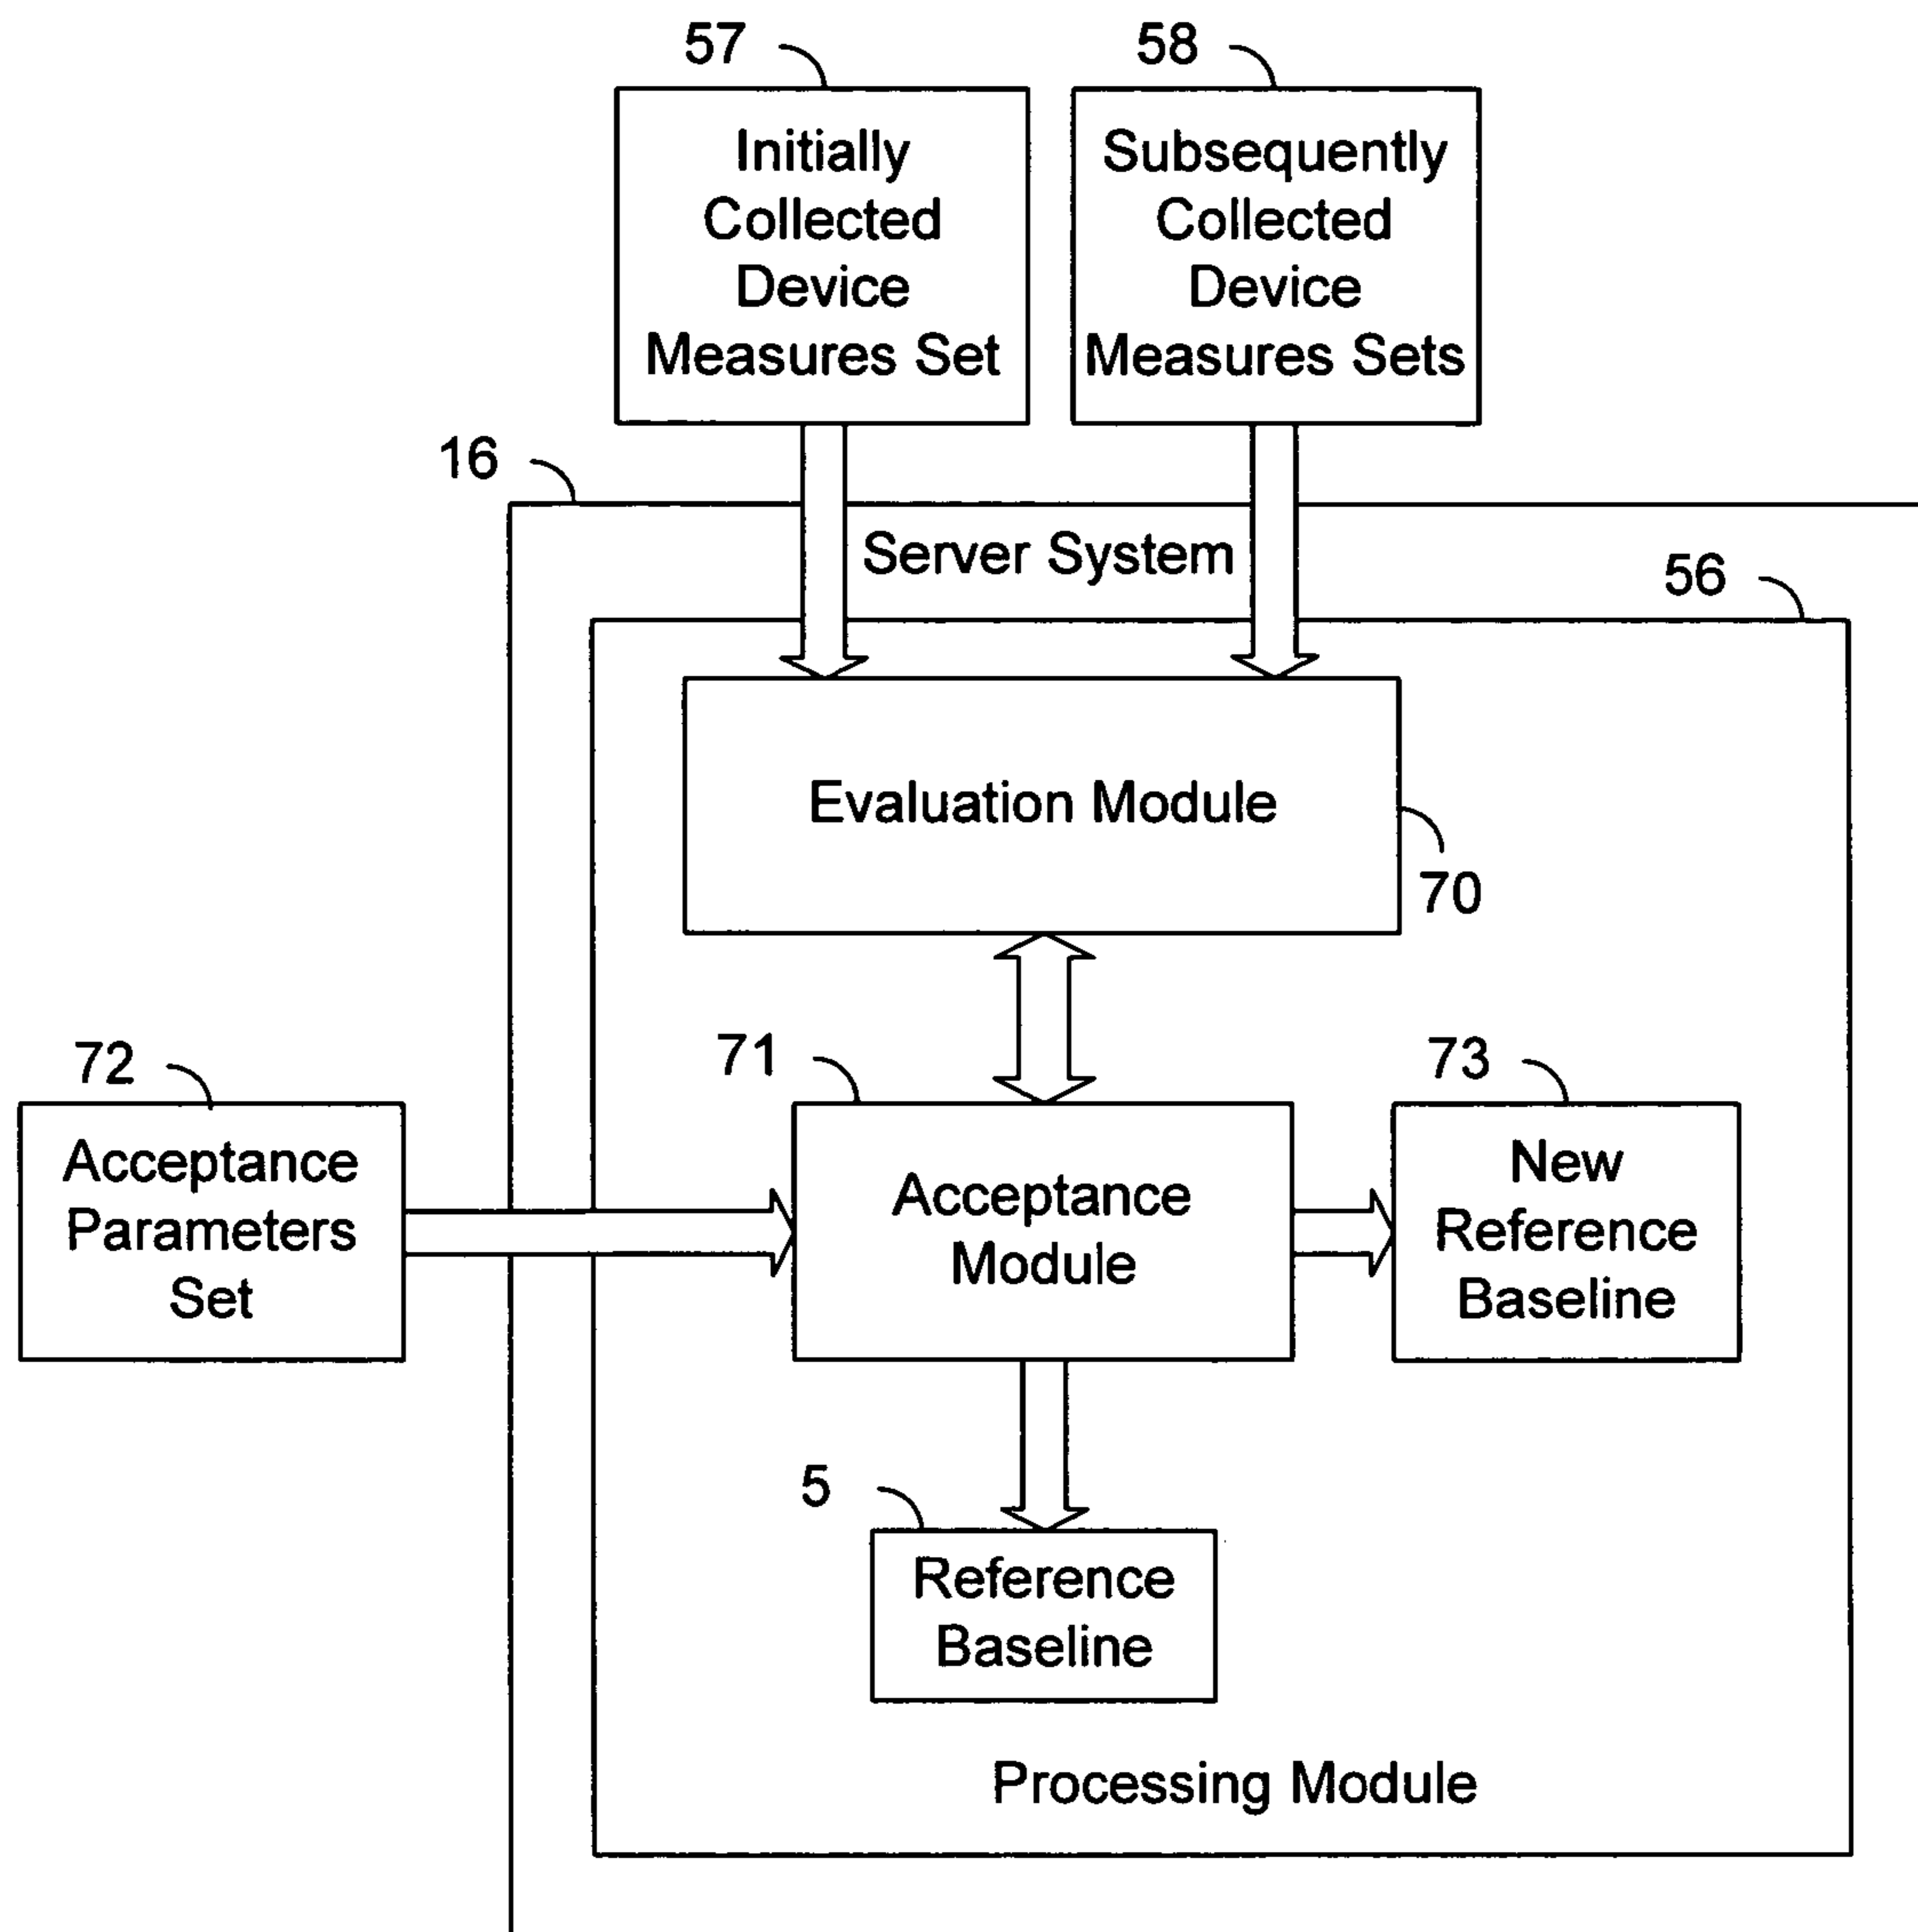 57
58
Initially
Collected
Device
Measures Set
Subsequently
Collected
Device
Measures Sets
16
Server System
56
Evaluation Module
70
72
71
73
Acceptance
Parameters
Set
Acceptance
Module
New
Reference
Baseline
5
Reference
Baseline
Processing Module